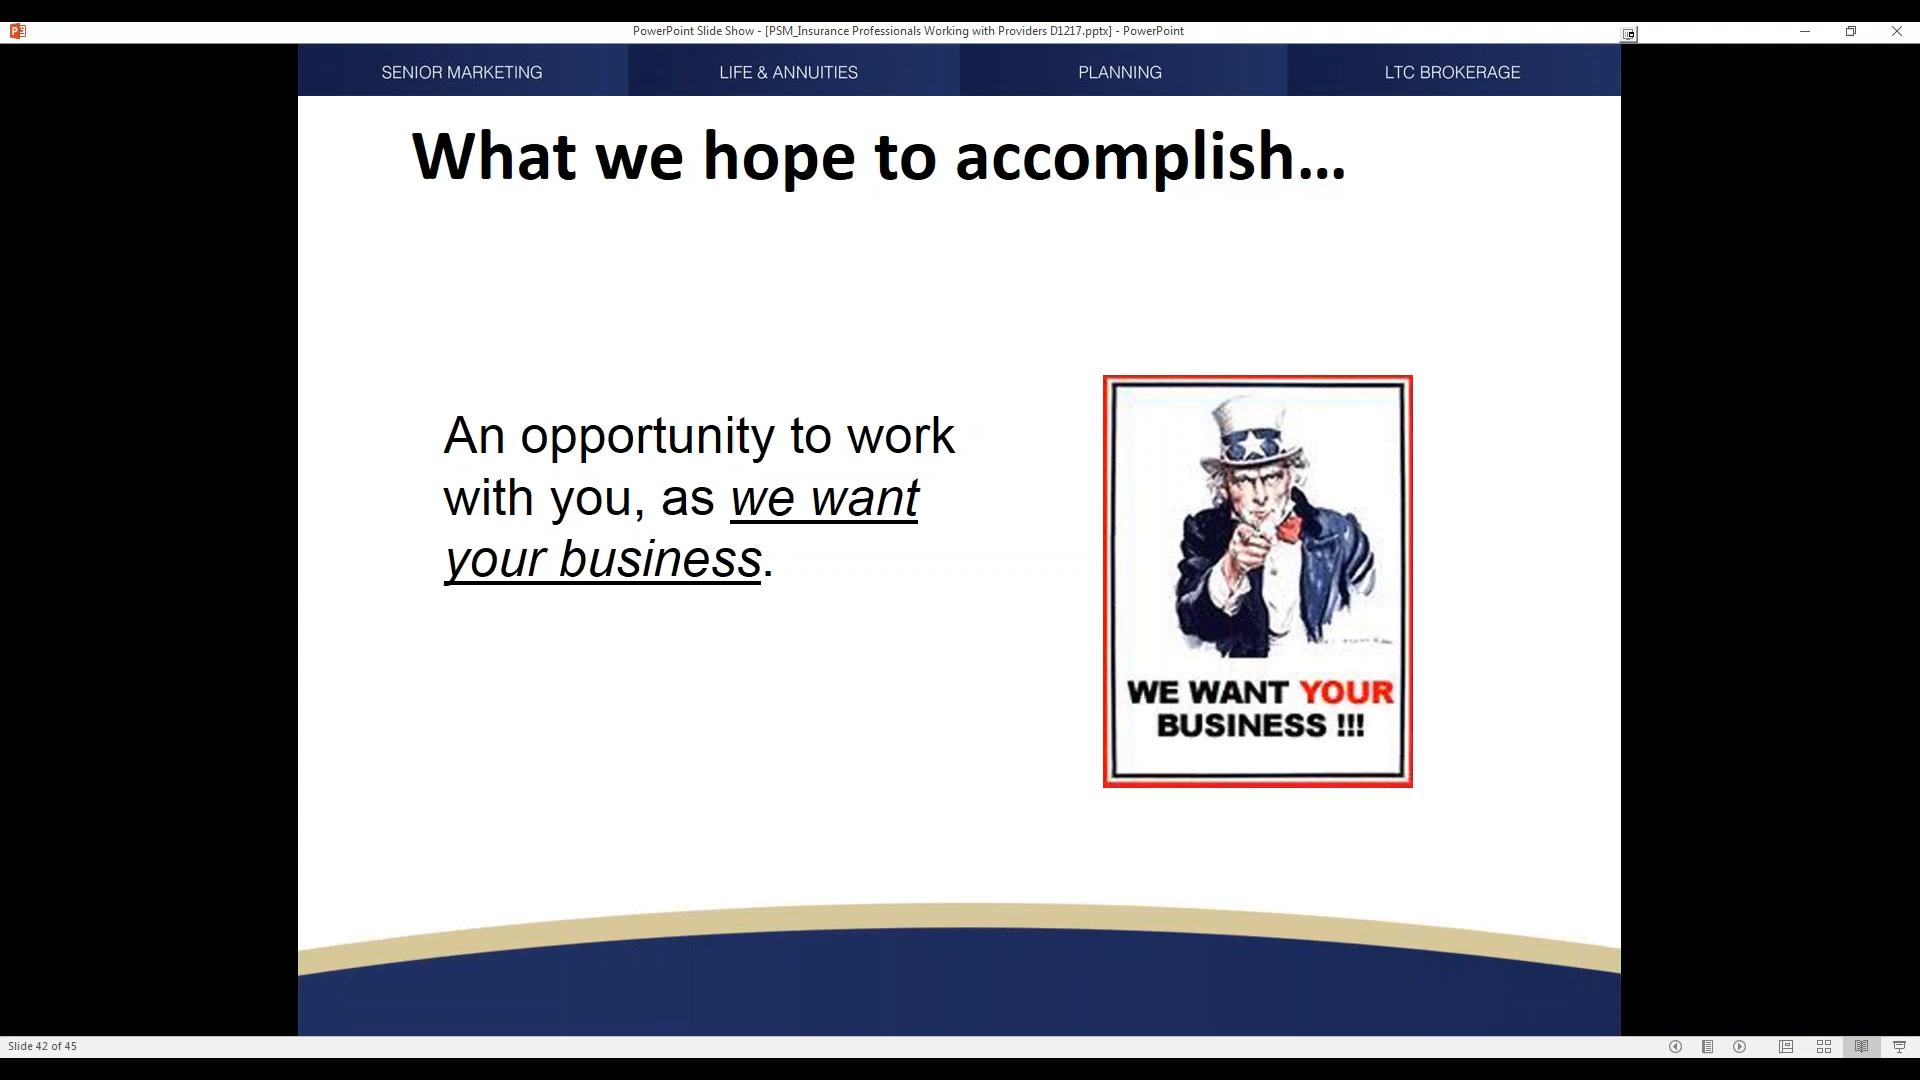 PowerPoint Slide Show - [PSM_Insurance Professionals Working with Providers D1217.pptx] - PowerPoint
SENIOR MARKETING
LIFE & ANNUITIES
PLANNING
LTC BROKERAGE
What we hope to accomplish...
An opportunity to work
with you, as we want
your business.
WE WANT YOUR
BUSINESS !!!
Slide 42 of 45